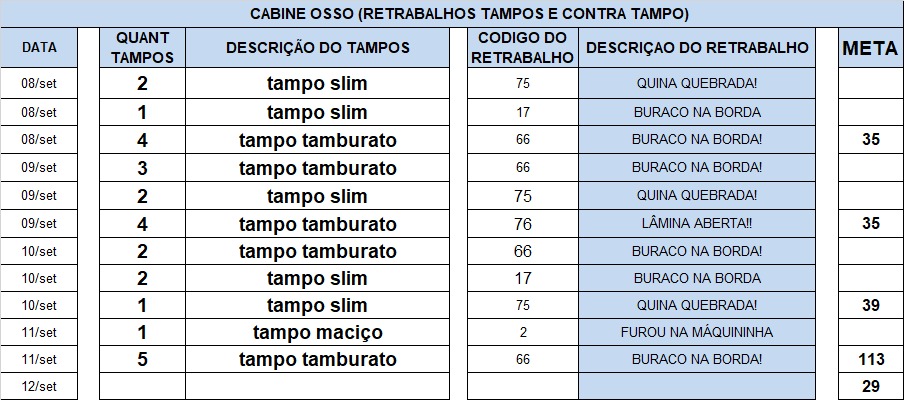 CABINE OSSO (RETRABALHOS TAMPOS E CONTRA TAMPO)
DATA QUANT TAMPOS DESCRIÇÃO DO TAMPOS CODIGO DO RETRABALHO DESCRIÇAO DO RETRABALHO META
08/set 2 tampo slim 75 QUINA QUEBRADA!
08/set 1 tampo slim 17 BURACO NA BORDA
08/set 4 tampo tamburato 66 BURACO NA BORDA! 35
09/set 3 tampo tamburato 66 BURACO NA BORDA!
09/set 2 tampo slim 75 QUINA QUEBRADA!
09/set 4 tampo tamburato 76 LÂMINA ABERTA!! 35
10/set 2 tampo tamburato 66 BURACO NA BORDA!
10/set 2 tampo slim 17 BURACO NA BORDA
10/set 1 tampo slim 75 QUINA QUEBRADA! 39
11/set 1 tampo maciço 2 FUROU NA MÁQUININHA
11/set 5 tampo tamburato 66 BURACO NA BORDA! 113
12/set 29